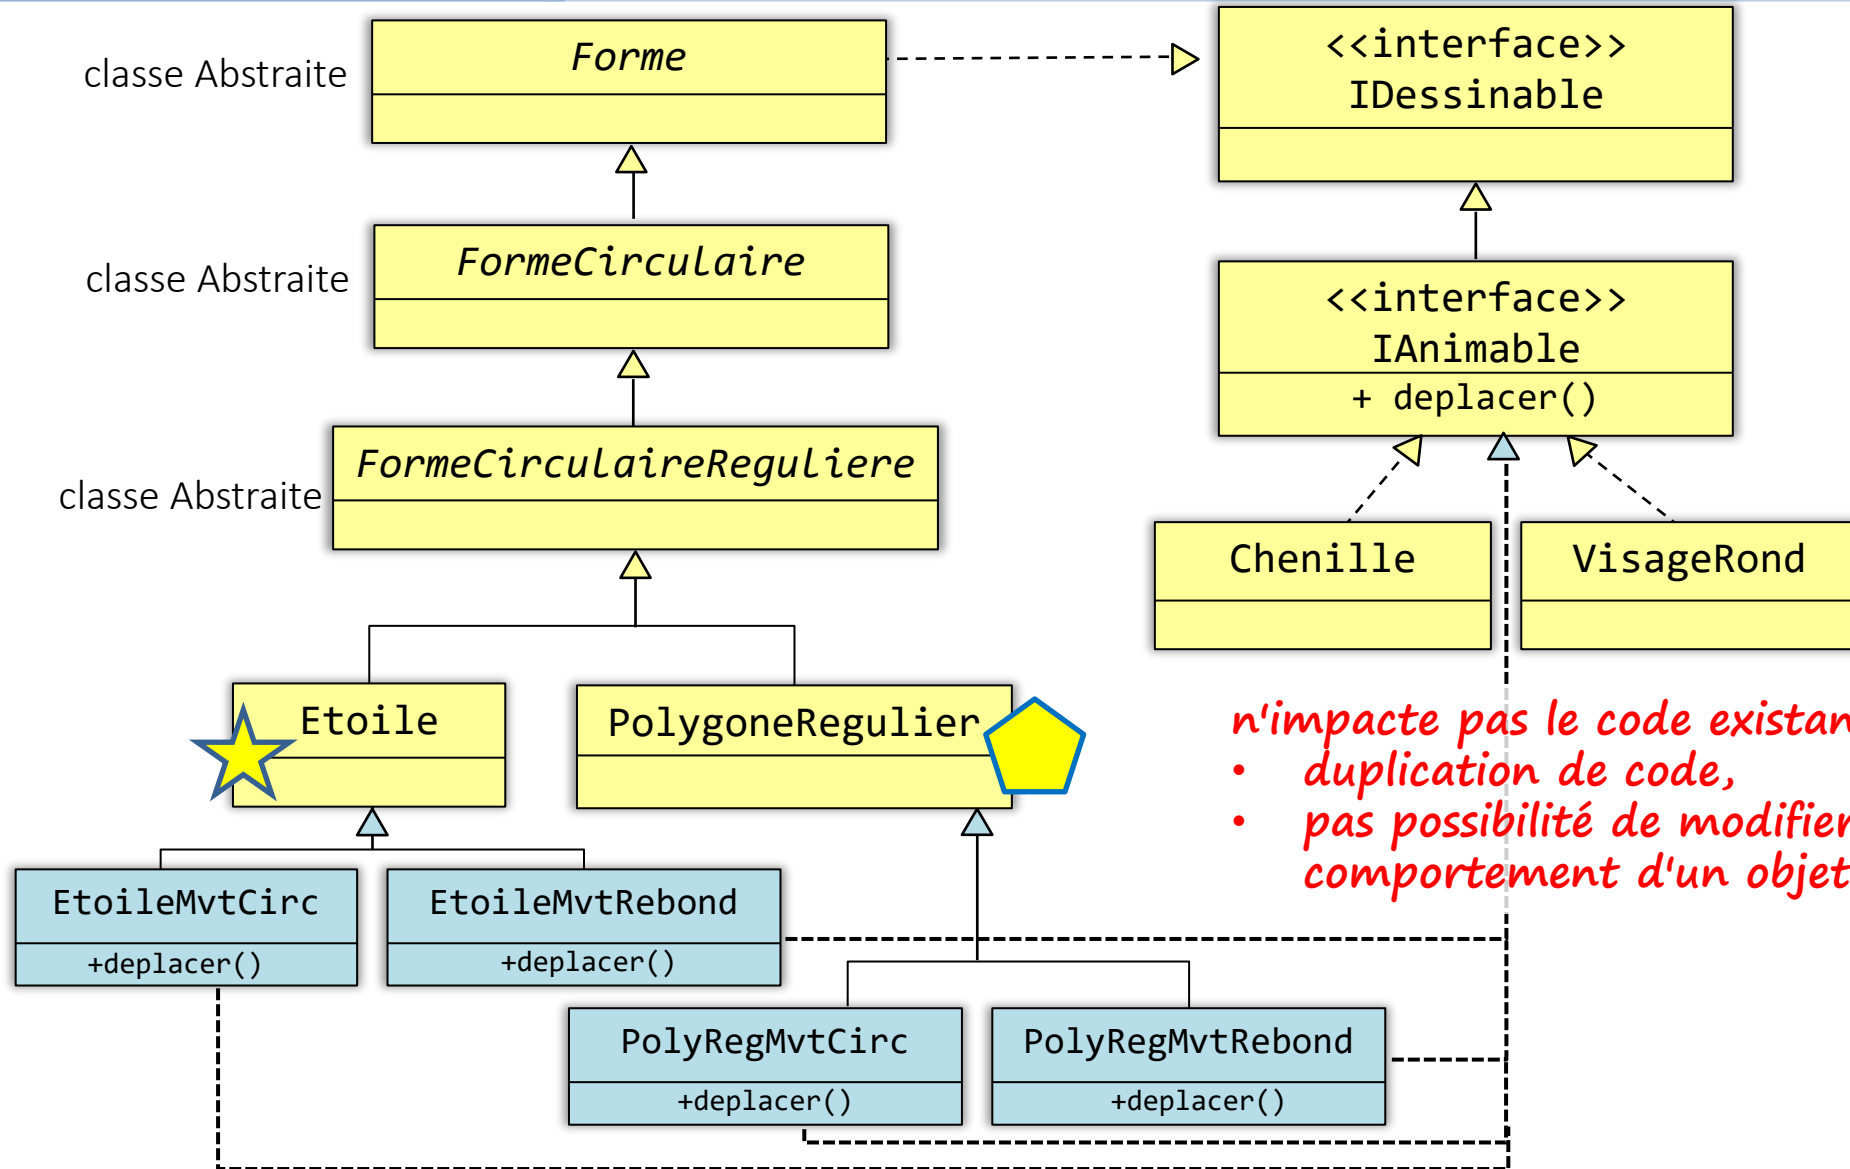 classe Abstraite
Forme
<<interface>>
IDessinable
classe Abstraite
FormeCirculaire
<<interface>>
IAnimable
+ deplacer()
classe Abstraite
FormeCirculaireReguliere
Chenille
VisageRond
Etoile
PolygoneRegulier
n'impacte pas le code existan
• duplication de code,
• pas possibilité de modifier
comportement d'un objet
EtoileMvtCirc
+deplacer()
EtoileMvtRebond
+deplacer()
PolyRegMvtCirc
+deplacer()
PolyRegMvtRebond
+deplacer()